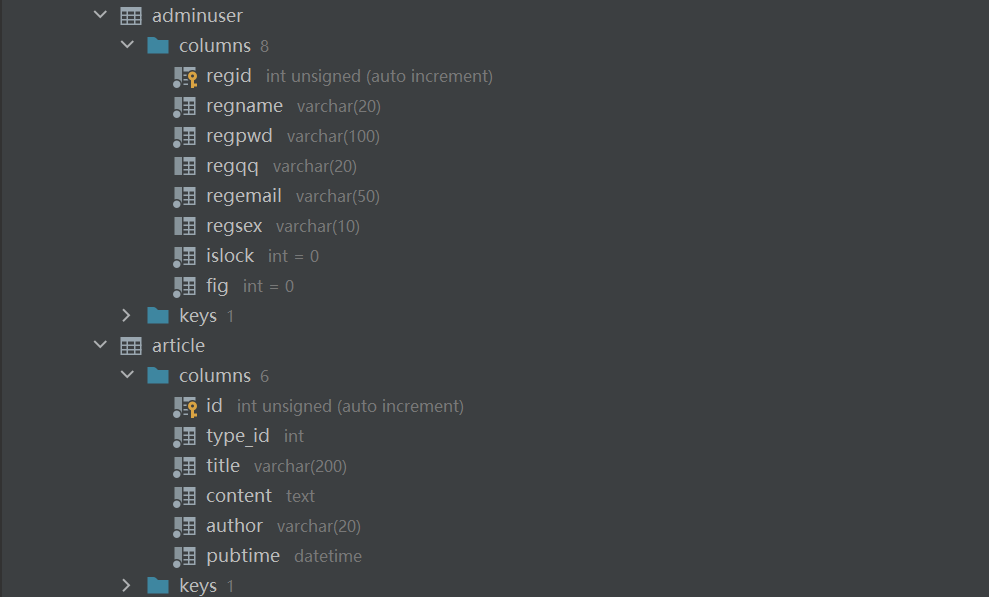 adminuser
columns 8
regid int unsigned (auto increment)
regname varchar(20)
regpwd varchar(100)
regqq varchar(20)
regemail varchar(50)
regsex varchar(10)
islock int = 0
fig int = 0
keys 1
article
columns 6
id int unsigned (auto increment)
type_id int
title varchar(200)
content text
author varchar(20)
pubtime datetime
keys 1